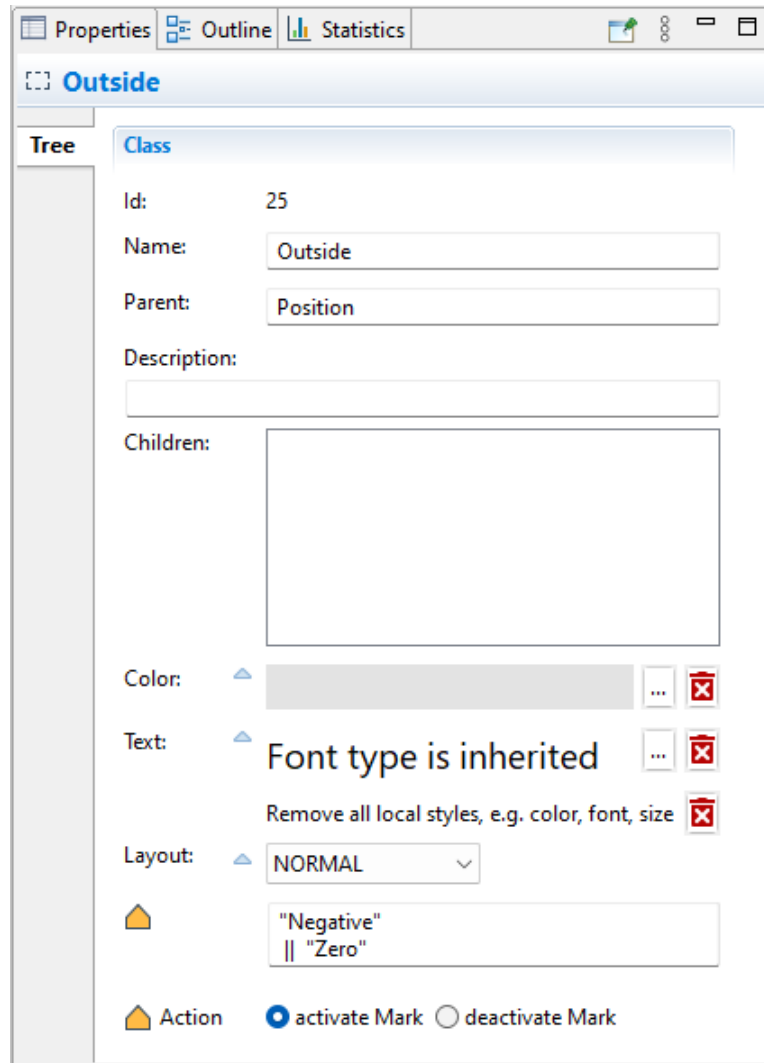 Properties Outline Statistics
Outside
Tree Class
Id: 25
Name: Outside
Parent: Position
Description:
Children:
Color: ...
Text: Font type is inherited ...
Remove all local styles, e.g. color, font, size
Layout: NORMAL
"Negative"
|| "Zero"
Action activate Mark deactivate Mark